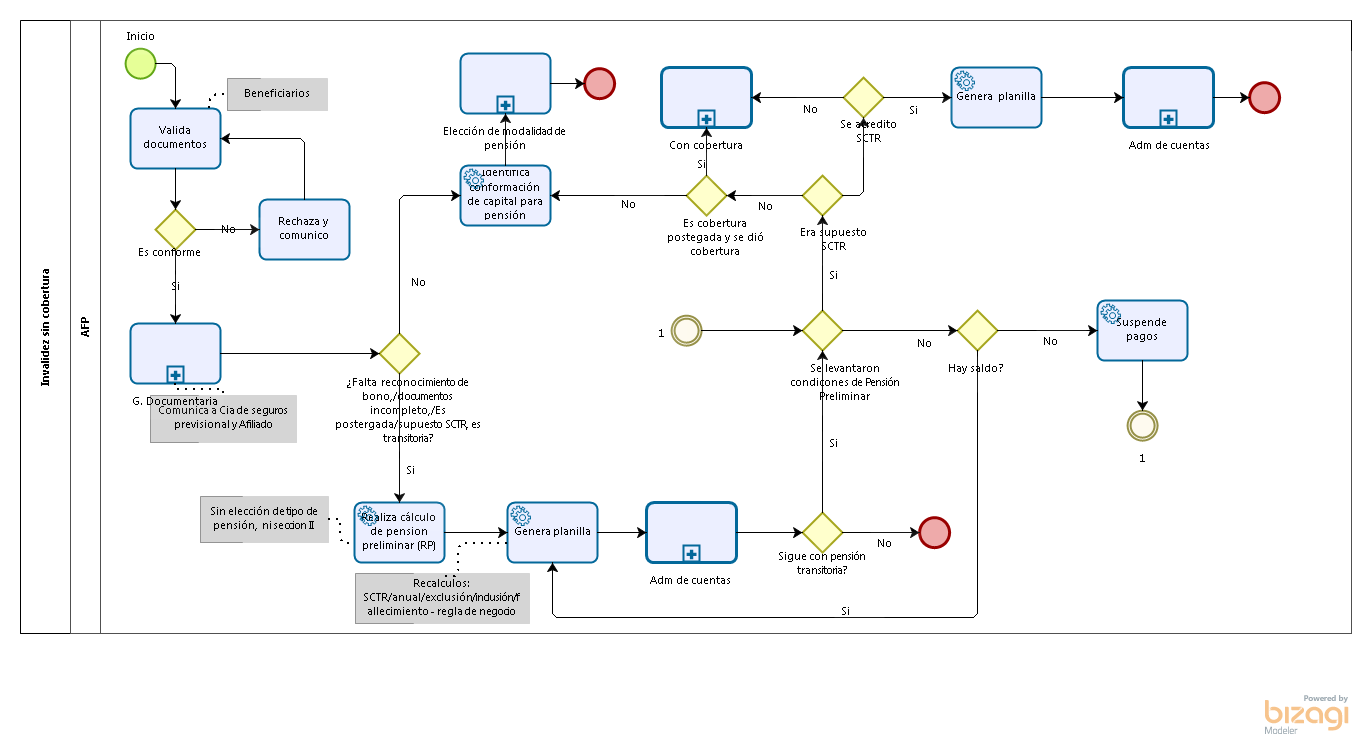 Invalidez sin cobertura
AFP
Inicio
Beneficiarios
Valida
documentos
Es conforme
No
Rechaza y
comunico
Si
G. Documentaria
Comunica a Cia de seguros
previsional y Afiliado
¿Falta reconocimiento de
bono,/documentos
incompleto,/Es
postergada/supuesto SCTR, es
transitoria?
No
Si
Elección de modalidad de
pensión
Identifica
conformación
de capital para
pensión
No
Con cobertura
Si
Es cobertura
postegada y se dió
cobertura
No
Era supuesto
SCTR
Se acredito
SCTR
No
Si
Genera planilla
Adm de cuentas
Si
1
Se levantaron
condiciones de Pensión
Preliminar
No
Hay saldo?
No
Suspende
pagos
1
Si
Sin elección de tipo de
pensión, ni seccion II
Realiza cálculo
de pension
preliminar (RP)
Genera planilla
Recalculos:
SCTR/anual/exclusión/inclusión/f
allecimiento - regla de negocio
Adm de cuentas
Sigue con pensión
transitoria?
No
Si
Powered by
bizagi
Modeler